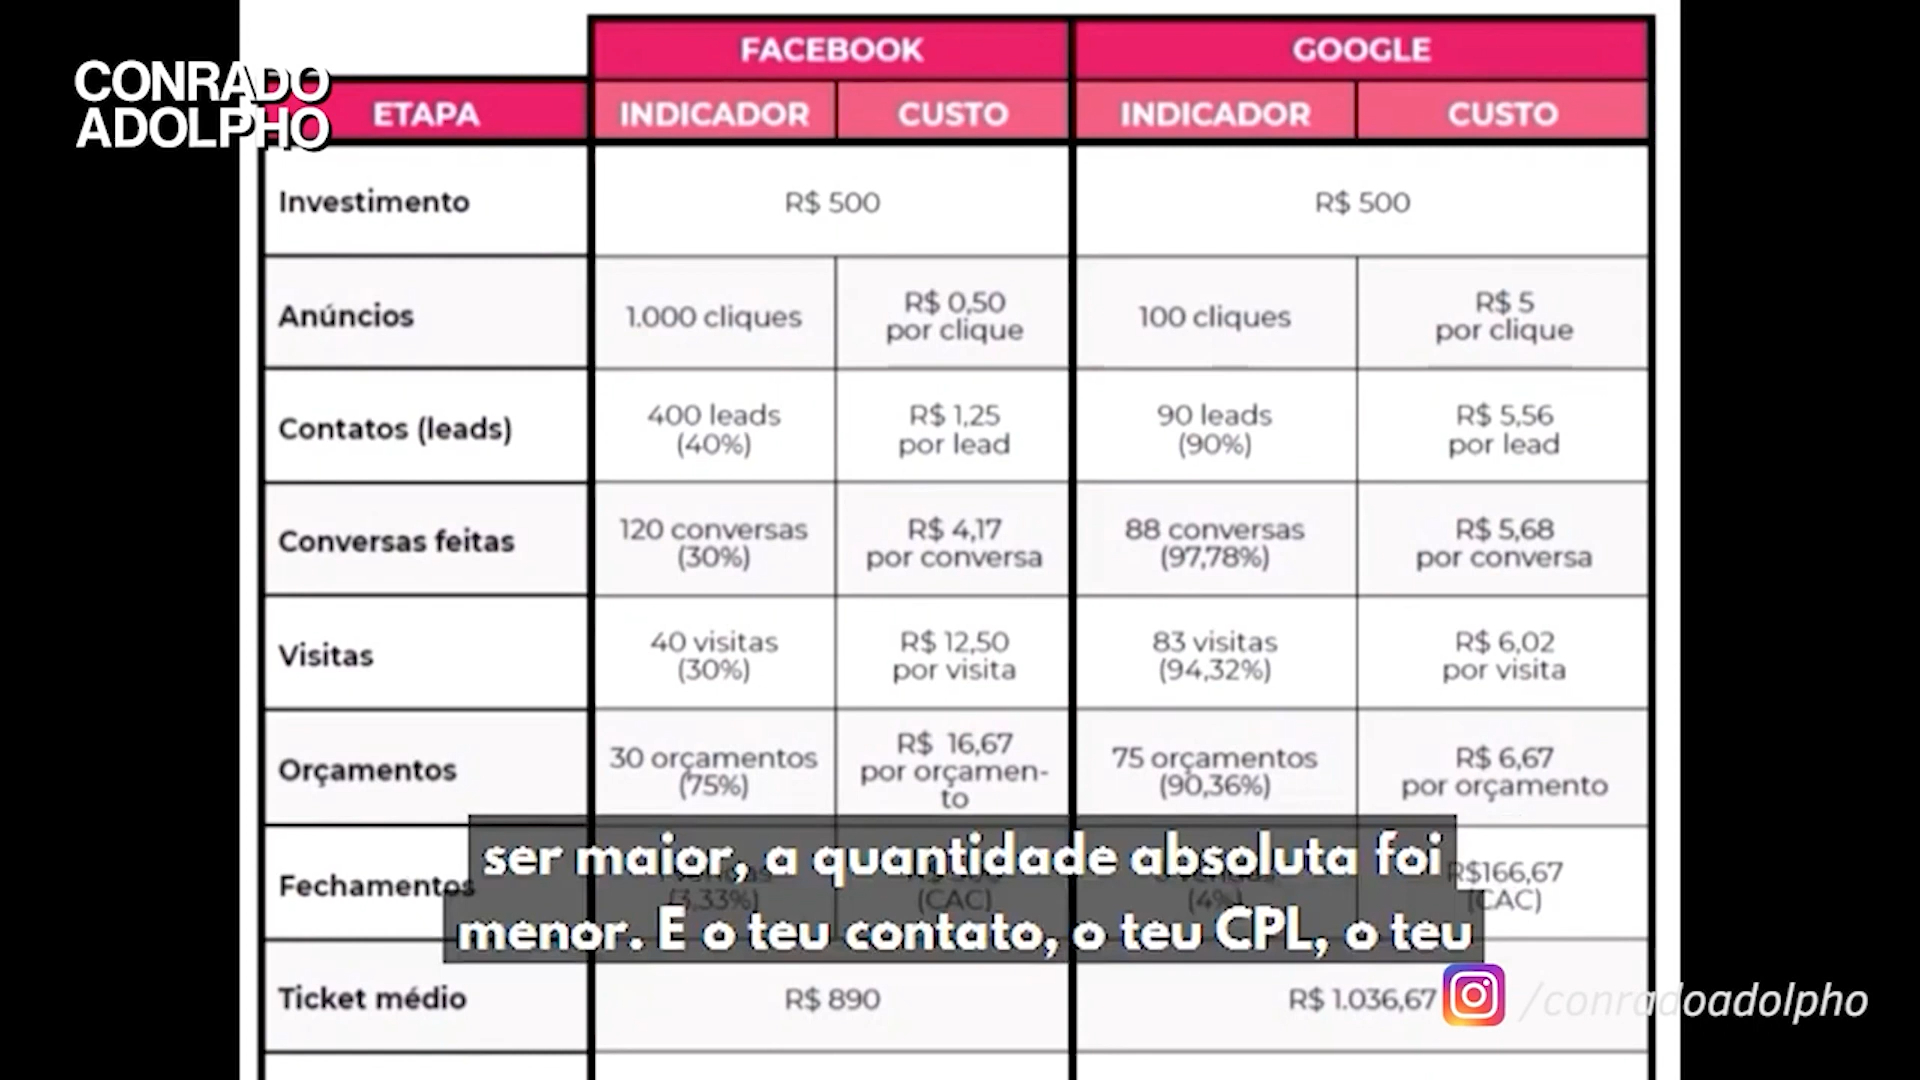 CONRADO
ADOLPHO
FACEBOOK
GOOGLE
ETAPA
INDICADOR
CUSTO
INDICADOR
CUSTO
Investimento
R$ 500
R$ 500
Anúncios
1.000 cliques
R$ 0,50
por clique
100 cliques
R$ 5
por clique
Contatos (leads)
400 leads
(40%)
R$ 1,25
por lead
90 leads
(90%)
R$ 5,56
por lead
Conversas feitas
120 conversas
(30%)
R$ 4,17
por conversa
88 conversas
(97,78%)
R$ 5,68
por conversa
Visitas
40 visitas
(30%)
R$ 12,50
por visita
83 visitas
(94,32%)
R$ 6,02
por visita
Orçamentos
30 orçamentos
(75%)
R$ 16,67
por orçamen-
to
75 orçamentos
(90,36%)
R$ 6,67
por orçamento
Fechamentos
(3,33%)
(CAC)
(4%)
R$166,67
(CAC)
ser maior, a quantidade absoluta foi
menor. E o teu contato, o teu CPL, o teu
Ticket médio
R$ 890
R$ 1.036,67
/conradoadolpho